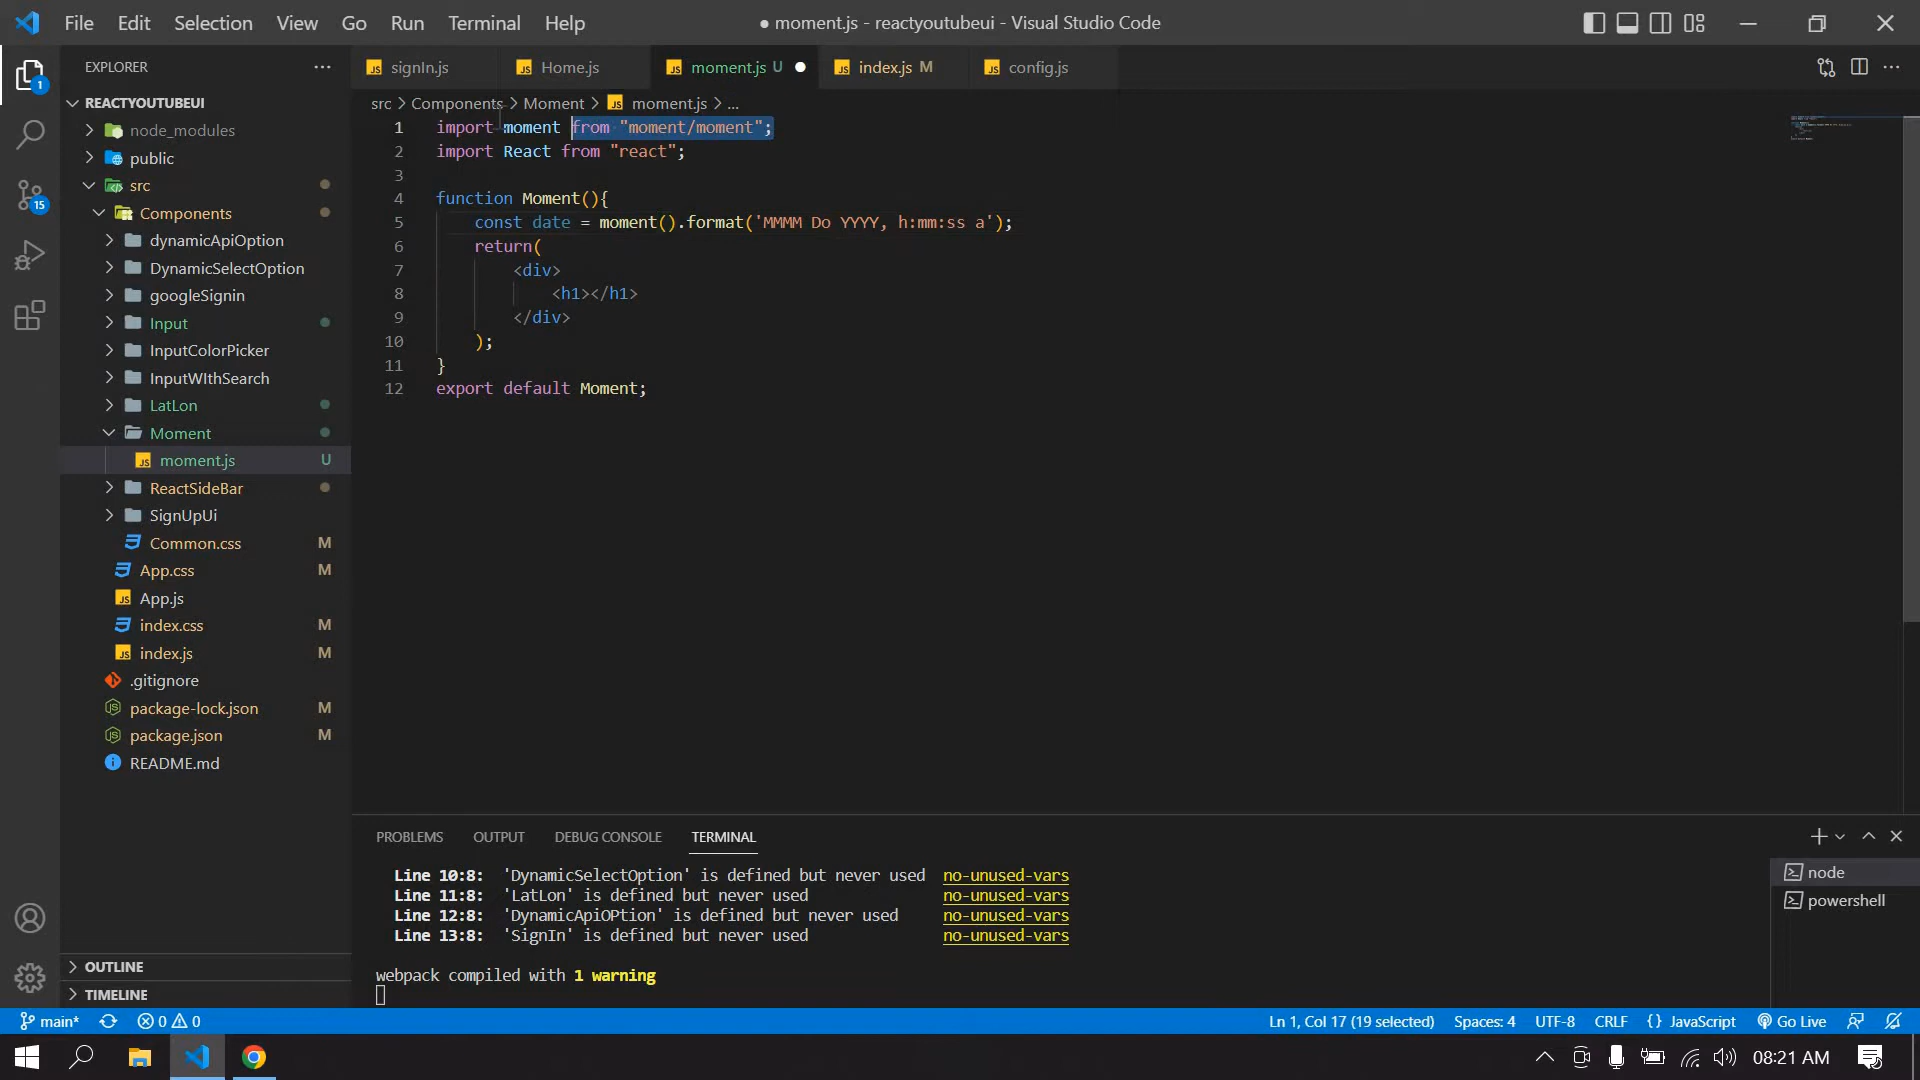 File Edit Selection View Go Run Terminal Help
● moment.js - reactyoutubeui - Visual Studio Code
EXPLORER
REACTYOUTUBEUI
node_modules
public
src
Components
dynamicApiOption
DynamicSelectOption
googleSignin
Input
InputColorPicker
InputWIthSearch
LatLon
Moment
moment.js U
ReactSideBar
SignUpUi
Common.css M
App.css M
App.js
index.css M
index.js M
.gitignore
package-lock.json M
package.json M
README.md
OUTLINE
TIMELINE
1
15
signIn.js Home.js moment.js U index.js M config.js
src > Components > Moment > moment.js > ...
1 import moment from "moment/moment";
2 import React from "react";
3
4 function Moment(){
5 const date = moment().format('MMMM Do YYYY, h:mm:ss a');
6 return(
7 <div>
8 <h1></h1>
9 </div>
10 );
11 }
12 export default Moment;
PROBLEMS OUTPUT DEBUG CONSOLE TERMINAL
Line 10:8: 'DynamicSelectOption' is defined but never used no-unused-vars
Line 11:8: 'LatLon' is defined but never used no-unused-vars
Line 12:8: 'DynamicApiOPtion' is defined but never used no-unused-vars
Line 13:8: 'SignIn' is defined but never used no-unused-vars
webpack compiled with 1 warning
node
powershell
main* 0 0 Ln 1, Col 17 (19 selected) Spaces: 4 UTF-8 CRLF {} JavaScript Go Live
08:21 AM